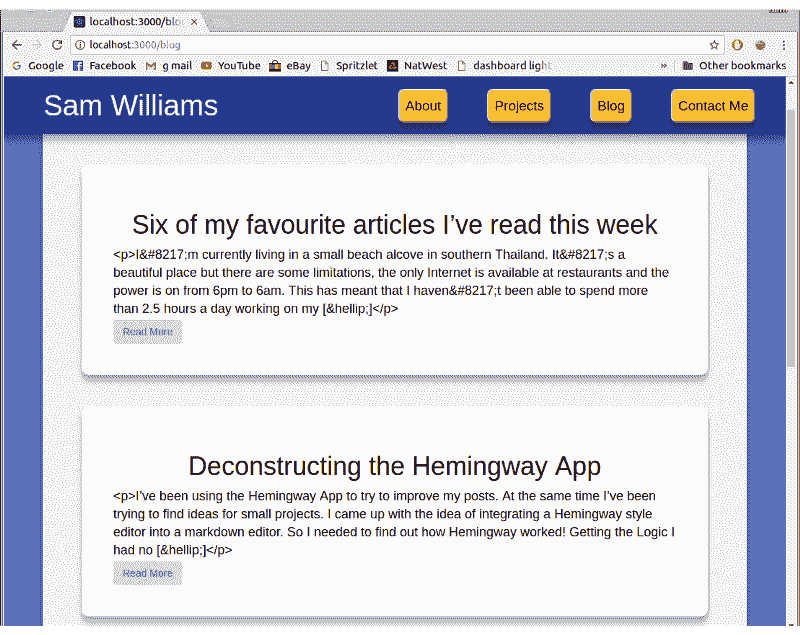 localhost:3000/blo
localhost:3000/blog
Google Facebook gmail YouTube eBay Spritzlet NatWest dashboard light » Other bookmarks
Sam Williams About Projects Blog Contact Me
Six of my favourite articles I’ve read this week
<p>I&#8217;m currently living in a small beach alcove in southern Thailand. It&#8217;s a
beautiful place but there are some limitations, the only Internet is available at restaurants and the
power is on from 6pm to 6am. This has meant that I haven&#8217;t been able to spend more
than 2.5 hours a day working on my [&hellip;]</p>
Read More
Deconstructing the Hemingway App
<p>I’ve been using the Hemingway App to try to improve my posts. At the same time I’ve been
trying to find ideas for small projects. I came up with the idea of integrating a Hemingway style
editor into a markdown editor. So I needed to find out how Hemingway worked! Getting the Logic I
had no [&hellip;]</p>
Read More